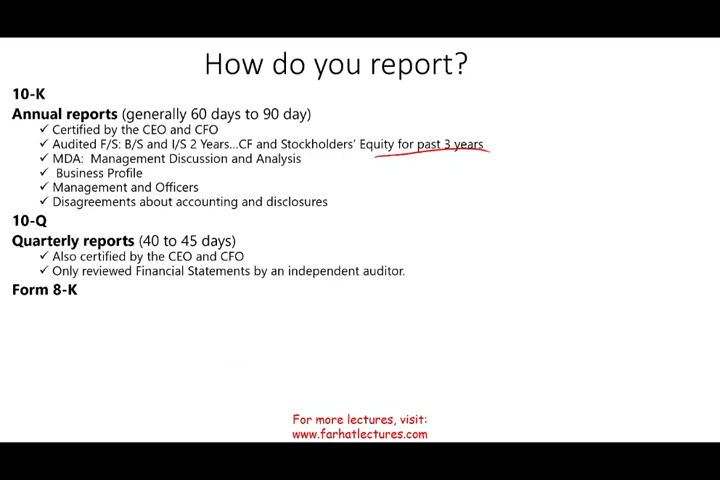 How do you report?
10-K
Annual reports (generally 60 days to 90 day)
✓ Certified by the CEO and CFO
✓ Audited F/S: B/S and I/S 2 Years...CF and Stockholders' Equity for past 3 years
✓ MDA: Management Discussion and Analysis
✓ Business Profile
✓ Management and Officers
✓ Disagreements about accounting and disclosures
10-Q
Quarterly reports (40 to 45 days)
✓ Also certified by the CEO and CFO
✓ Only reviewed Financial Statements by an independent auditor.
Form 8-K
For more lectures, visit:
www.farhatlectures.com